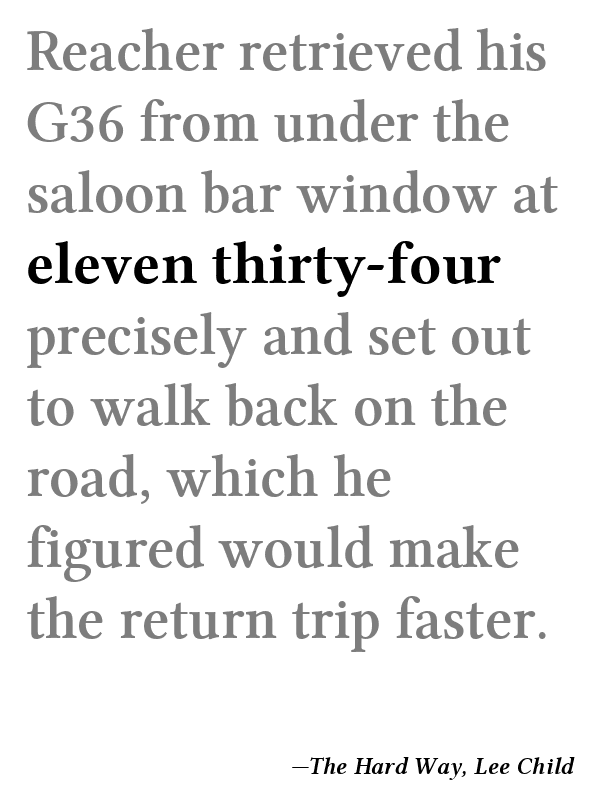 Reacher retrieved his
G36 from under the
saloon bar window at
eleven thirty-four
precisely and set out
to walk back on the
road, which he
figured would make
the return trip faster.
—The Hard Way, Lee Child